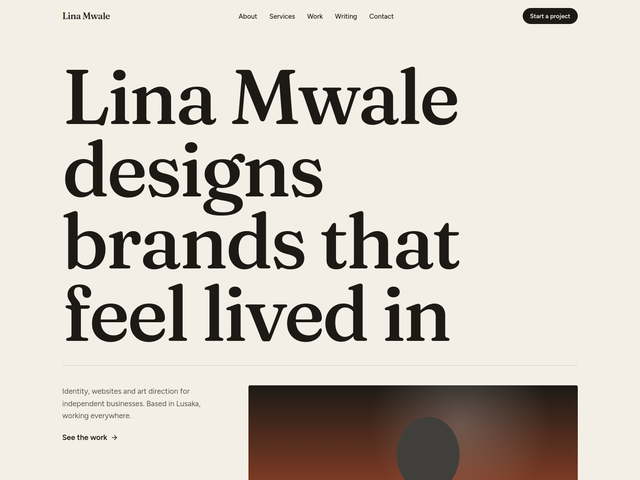 Lina Mwale
About
Services
Work
Writing
Contact
Start a project
Lina Mwale
designs
brands that
feel lived in
Identity, websites and art direction for
independent businesses. Based in Lusaka,
working everywhere.
See the work →